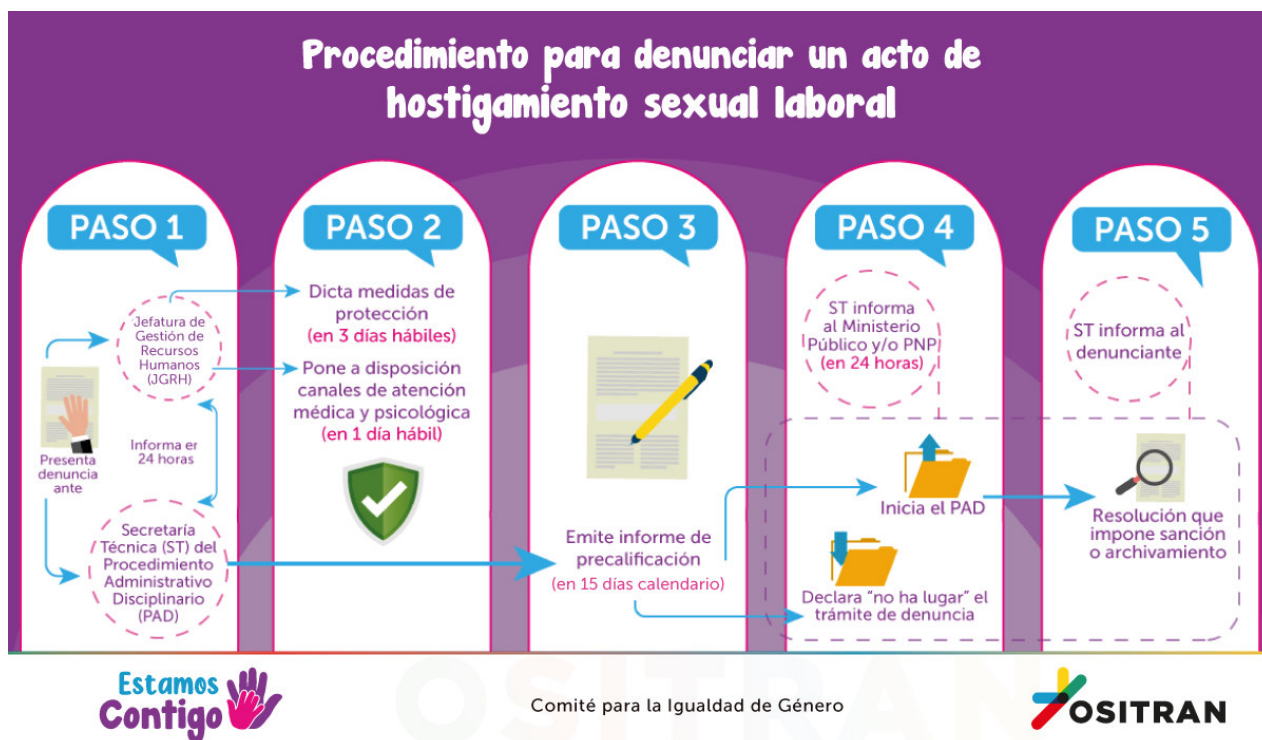 Procedimiento para denunciar un acto de
hostigamiento sexual laboral
PASO 1
Jefatura de
Gestión de
Recursos
Humanos
(JGRH)
Presenta
denuncia
ante
Informa er
24 horas
Secretaría
Técnica (ST) del
Procedimiento
Administrativo
Disciplinario
(PAD)
PASO 2
Dicta medidas de
protección
(en 3 días hábiles)
Pone a disposición
canales de atención
médica y psicológica
(en 1 día hábil)
PASO 3
Emite informe de
precalificación
(en 15 días calendario)
PASO 4
ST informa
al Ministerio
Público y/o PNP
(en 24 horas)
Inicia el PAD
Declara “no ha lugar” el
trámite de denuncia
PASO 5
ST informa al
denunciante
Resolución que
impone sanción
o archivamiento
OSITRAN
Estamos
Contigo
Comité para la Igualdad de Género
OSITRAN